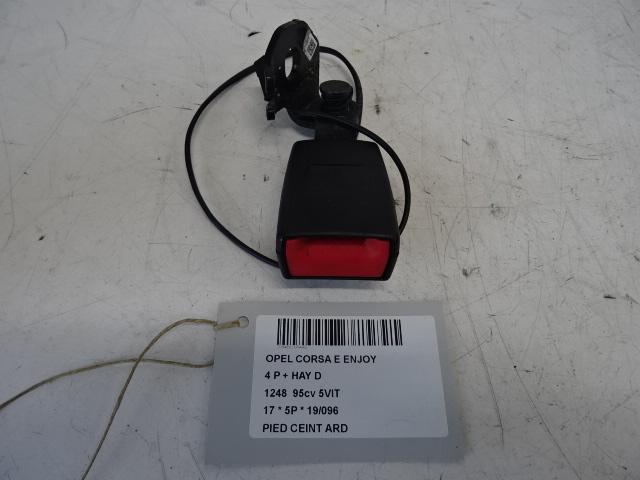 OPEL CORSA E ENJOY
4 P + HAY D
1248 95cv 5VIT
17 * 5P * 19/096
PIED CEINT ARD